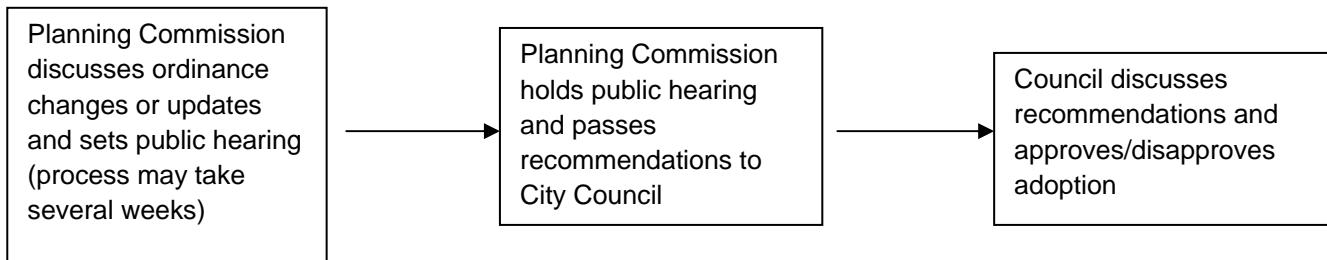 Planning Commission
discusses ordinance
changes or updates
and sets public hearing
(process may take
several weeks)
Planning Commission
holds public hearing
and passes
recommendations to
City Council
Council discusses
recommendations and
approves/disapproves
adoption